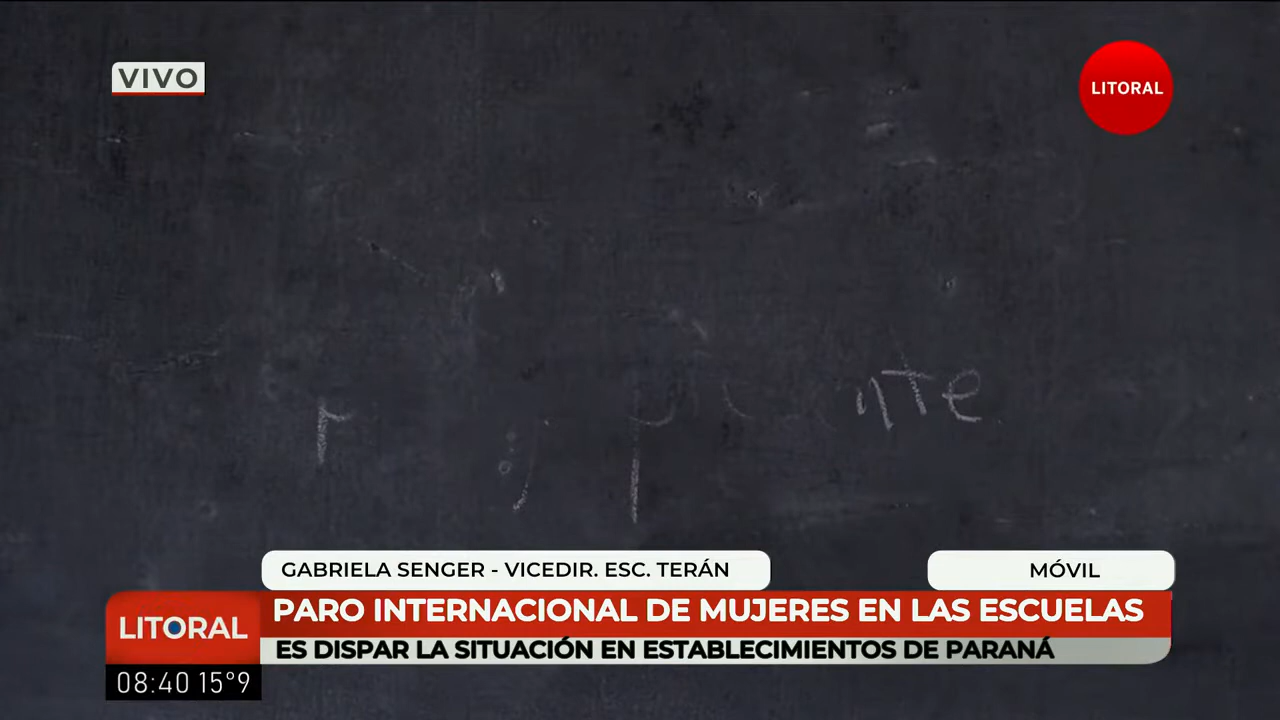 VIVO
LITORAL
GABRIELA SENGER - VICEDIR. ESC. TERÁN
MÓVIL
PARO INTERNACIONAL DE MUJERES EN LAS ESCUELAS
LITORAL
ES DISPAR LA SITUACIÓN EN ESTABLECIMIENTOS DE PARANÁ
08:40 15°9